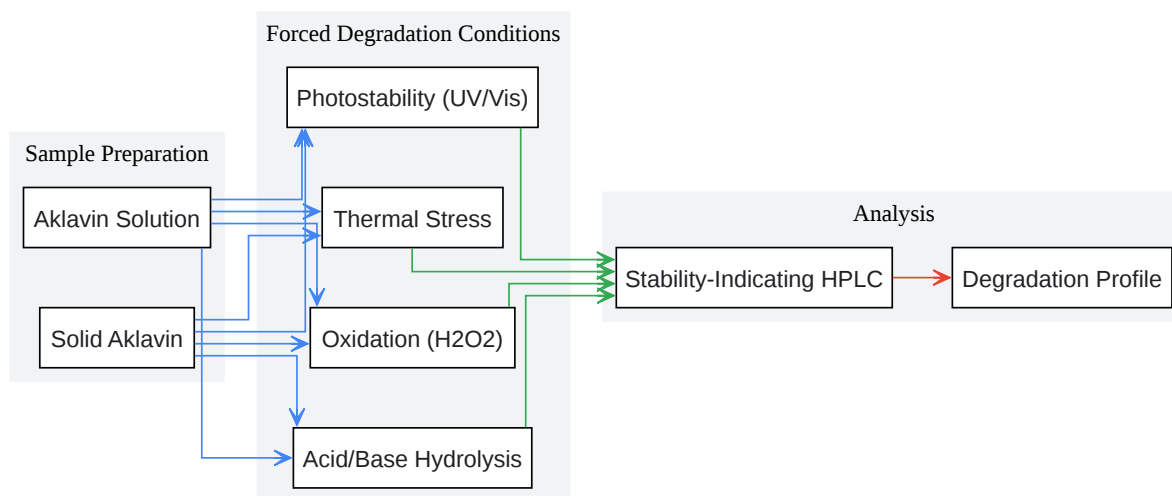 Sample Preparation
Aklavin Solution
Solid Aklavin
Forced Degradation Conditions
Photostability (UV/Vis)
Thermal Stress
Oxidation (H2O2)
Acid/Base Hydrolysis
Analysis
Stability-Indicating HPLC
Degradation Profile